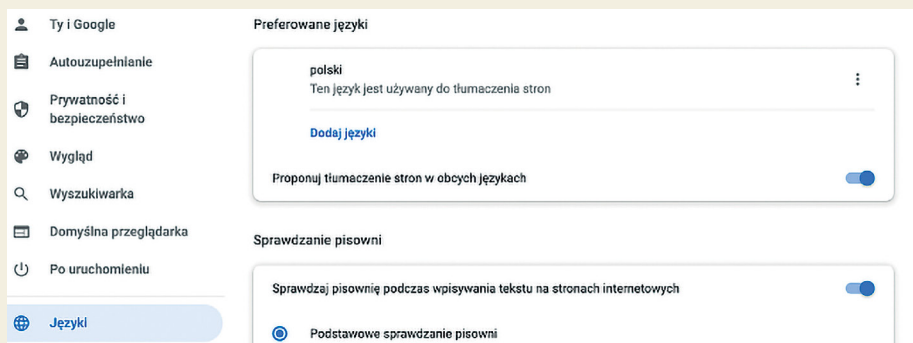 Ty i Google
Autouzupełnianie
Prywatność i
bezpieczeństwo
Wygląd
Wyszukiwarka
Domyślna przeglądarka
Po uruchomieniu
Języki
Preferowane języki
polski
Ten język jest używany do tłumaczenia stron
Dodaj języki
Proponuj tłumaczenie stron w obcych językach
Sprawdzanie pisowni
Sprawdzaj pisownię podczas wpisywania tekstu na stronach internetowych
Podstawowe sprawdzanie pisowni